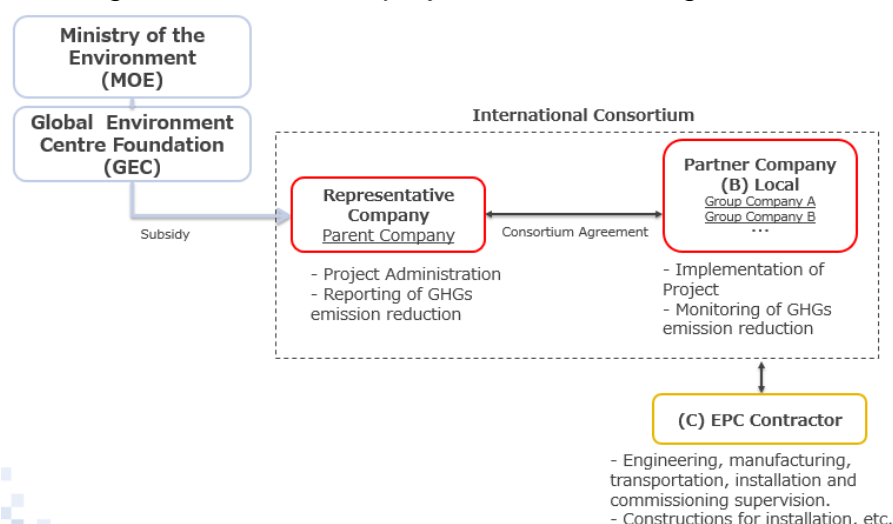 Ministry of the
Environment
(MOE)
Global Environment
Centre Foundation
(GEC)
Subsidy
International Consortium
Representative
Company
Parent Company
- Project Administration
- Reporting of GHGs
emission reduction
Consortium Agreement
Partner Company
(B) Local
Group Company A
Group Company B
...
- Implementation of
Project
- Monitoring of GHGs
emission reduction
(C) EPC Contractor
- Engineering, manufacturing,
transportation, installation and
commissioning supervision.
- Constructions for installation, etc.